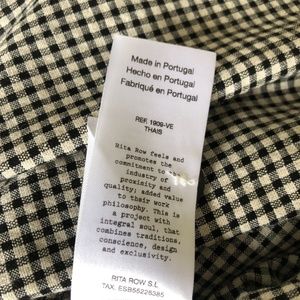 Made in Portugal
Hecho en Portugal
Fabriqué en Portugal
REF. 1909-VE
THAIS
Rita Row feels and
promotes the
commitment to the
industry of
proximity and
quality; added value
to their work
philosophy. This is
a project with
integral soul, that
combines traditions,
conscience, design
and exclusivity.
RITA ROW S.L.
TAX. ESB55225385